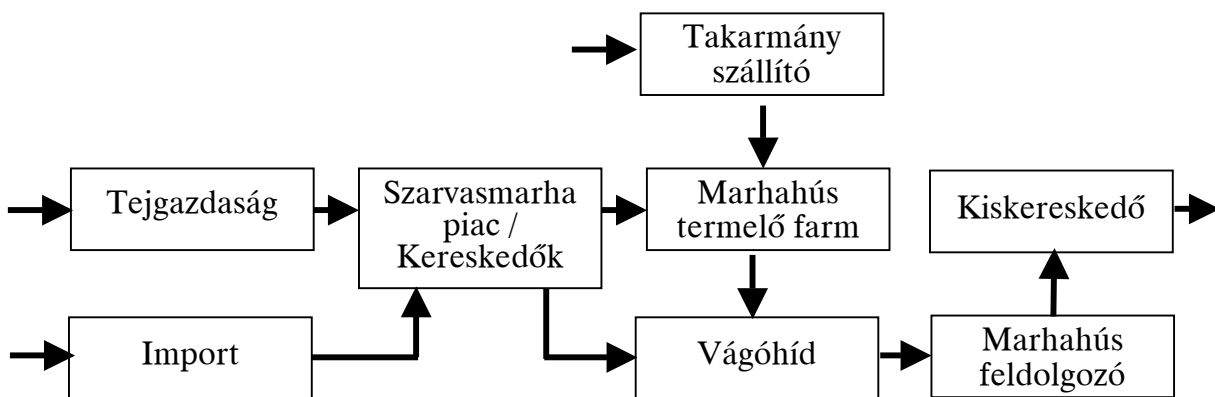 Takarmány
szállító
Tejgazdaság
Szarvasmarha
piac /
Kereskedők
Marhahús
termelő farm
Kiskereskedő
Import
Vágóhíd
Marhahús
feldolgozó